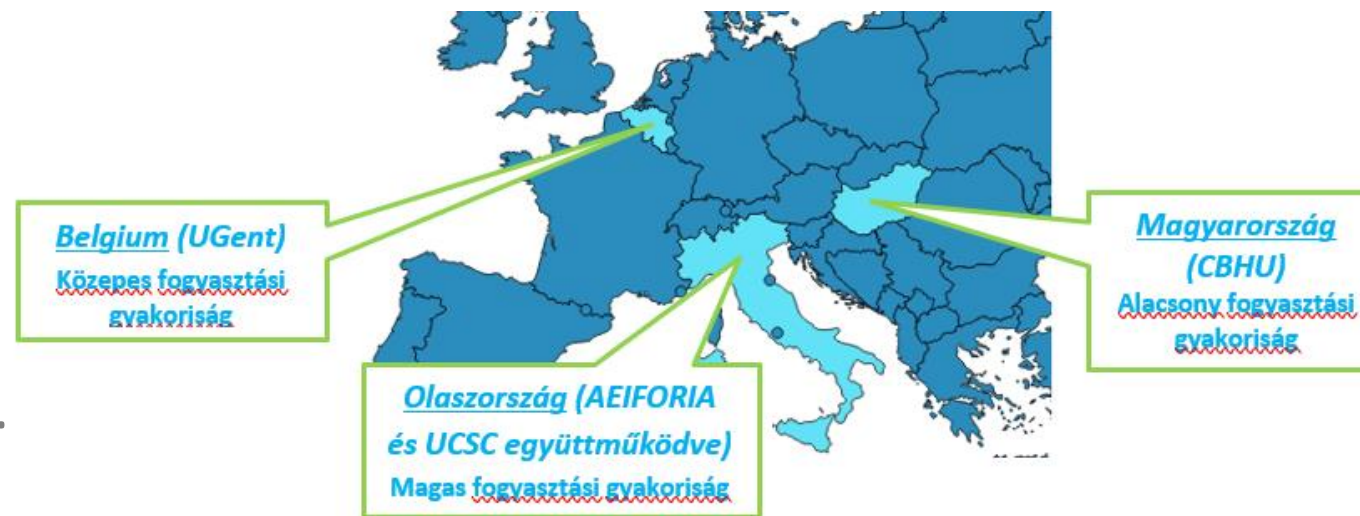 Belgium (UGent)
Közepes fogyasztási
gyakoriság
Olaszország (AEIFORIA
és UCSC együttműködve)
Magas fogyasztási gyakoriság
Magyarország
(CBHU)
Alacsony fogyasztási
gyakoriság